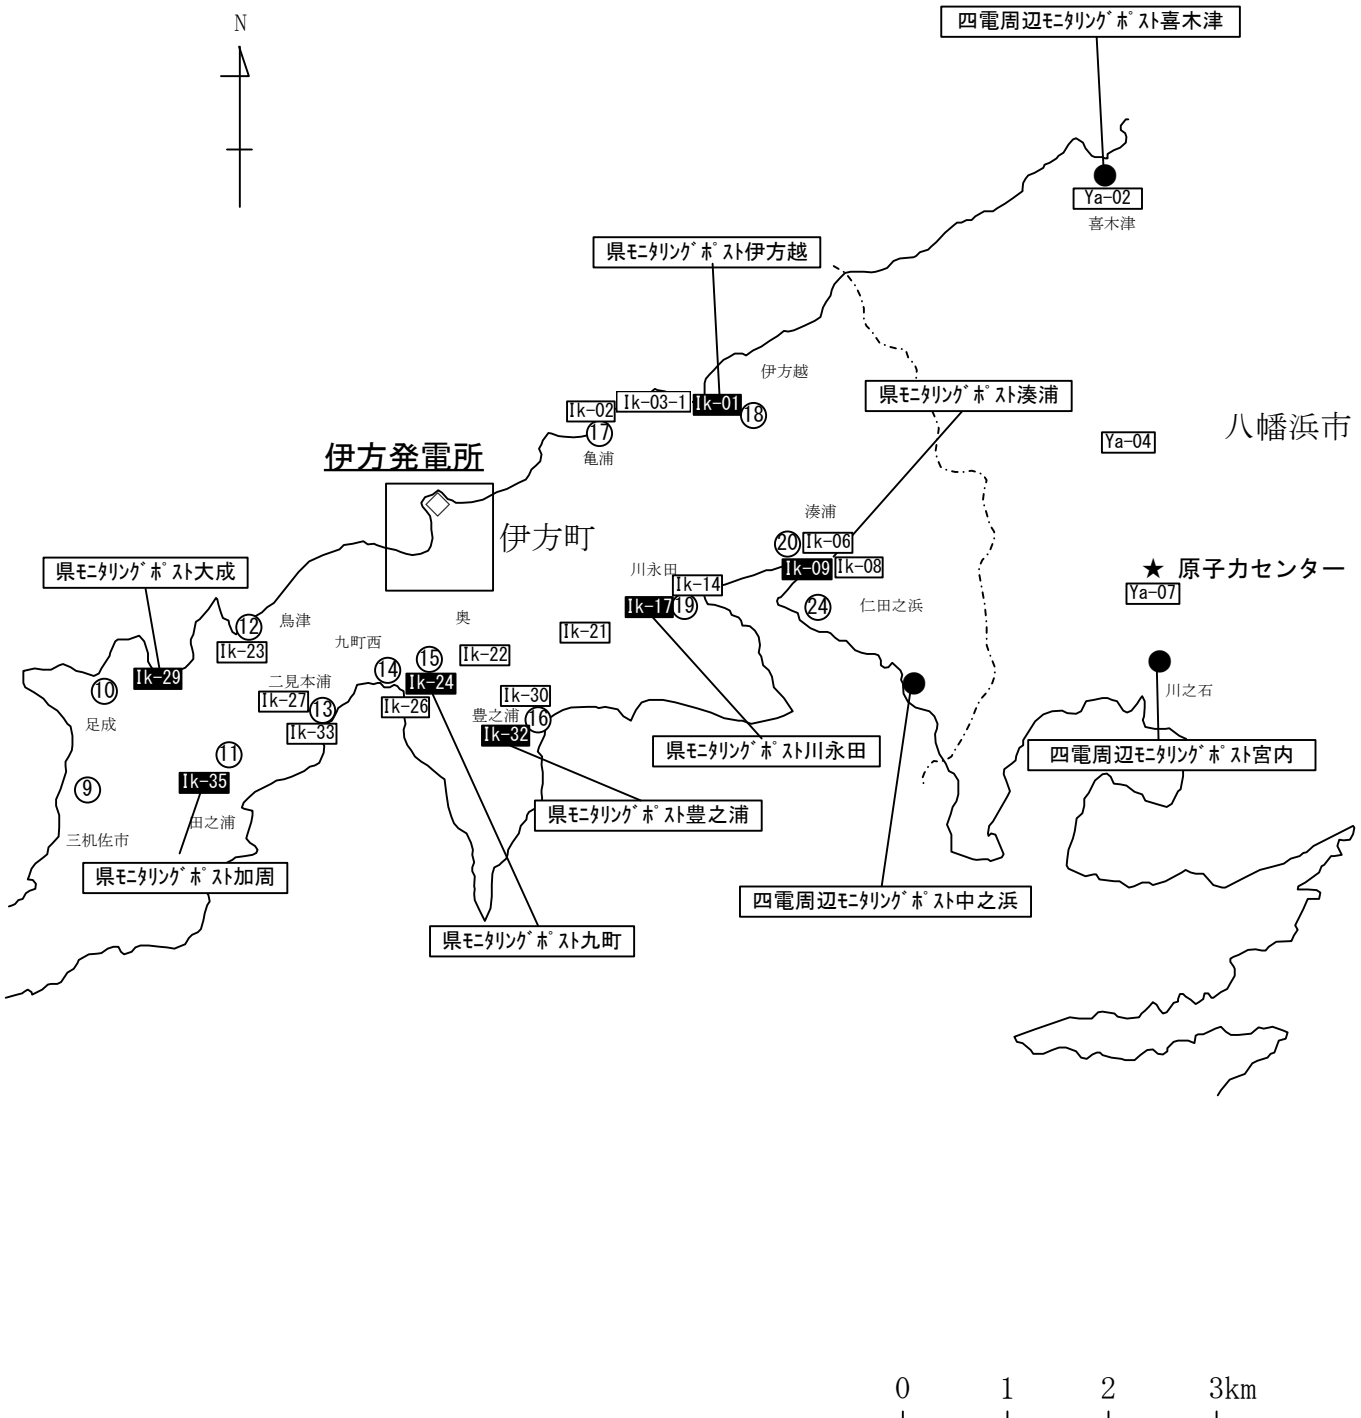 四電周辺ﾓﾆﾀﾘﾝｸﾞﾎﾟｽﾄ喜木津
N
Ya-02
喜木津
県ﾓﾆﾀﾘﾝｸﾞﾎﾟｽﾄ伊方越
伊方越
県ﾓﾆﾀﾘﾝｸﾞﾎﾟｽﾄ湊浦
Ik-02
Ik-03-1
Ik-01
⑱
⑰
亀浦
八幡浜市
Ya-04
伊方発電所
伊方町
湊浦
⑳
Ik-06
Ik-09
Ik-08
県ﾓﾆﾀﾘﾝｸﾞﾎﾟｽﾄ大成
川永田
Ik-14
Ik-17
⑲
㉔
仁田之浜
★ 原子力センター
Ya-07
⑫
鳥津
Ik-23
奥
Ik-21
九町西
⑭
⑮
Ik-22
Ik-24
Ik-26
Ik-29
⑩
足成
二見本浦
Ik-27
⑬
Ik-33
Ik-30
豊之浦
⑯
Ik-32
川之石
⑪
Ik-35
⑨
田之浦
三机佐市
県ﾓﾆﾀﾘﾝｸﾞﾎﾟｽﾄ川永田
四電周辺ﾓﾆﾀﾘﾝｸﾞﾎﾟｽﾄ宮内
県ﾓﾆﾀﾘﾝｸﾞﾎﾟｽﾄ豊之浦
県ﾓﾆﾀﾘﾝｸﾞﾎﾟｽﾄ加周
四電周辺ﾓﾆﾀﾘﾝｸﾞﾎﾟｽﾄ中之浜
県ﾓﾆﾀﾘﾝｸﾞﾎﾟｽﾄ九町
0 1 2 3km